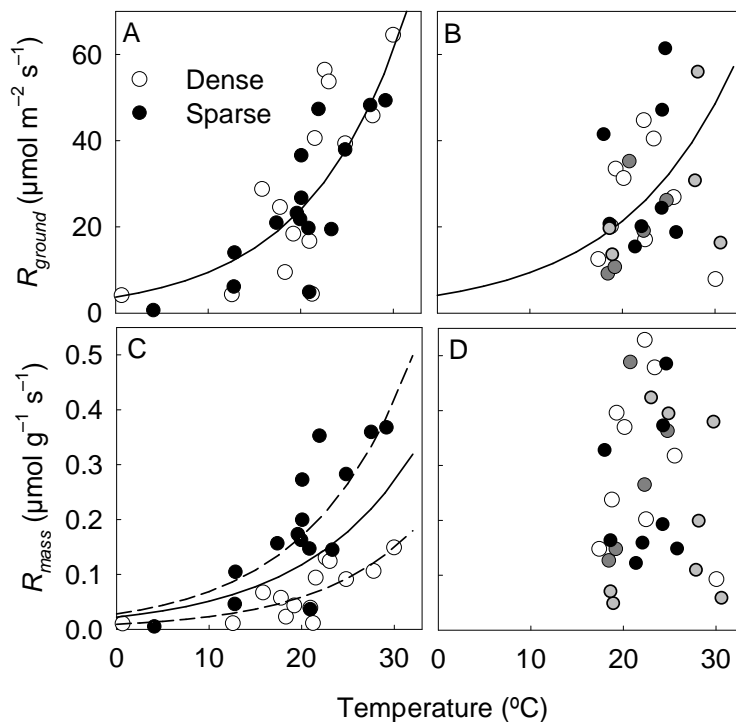 A
B
60
40
20
0
R_ground (µmol m⁻² s⁻¹)
Dense
Sparse
C
D
0.5
0.4
0.3
0.2
0.1
0.0
R_mass (µmol g⁻¹ s⁻¹)
0 10 20 30 0 10 20 30
Temperature (ºC)